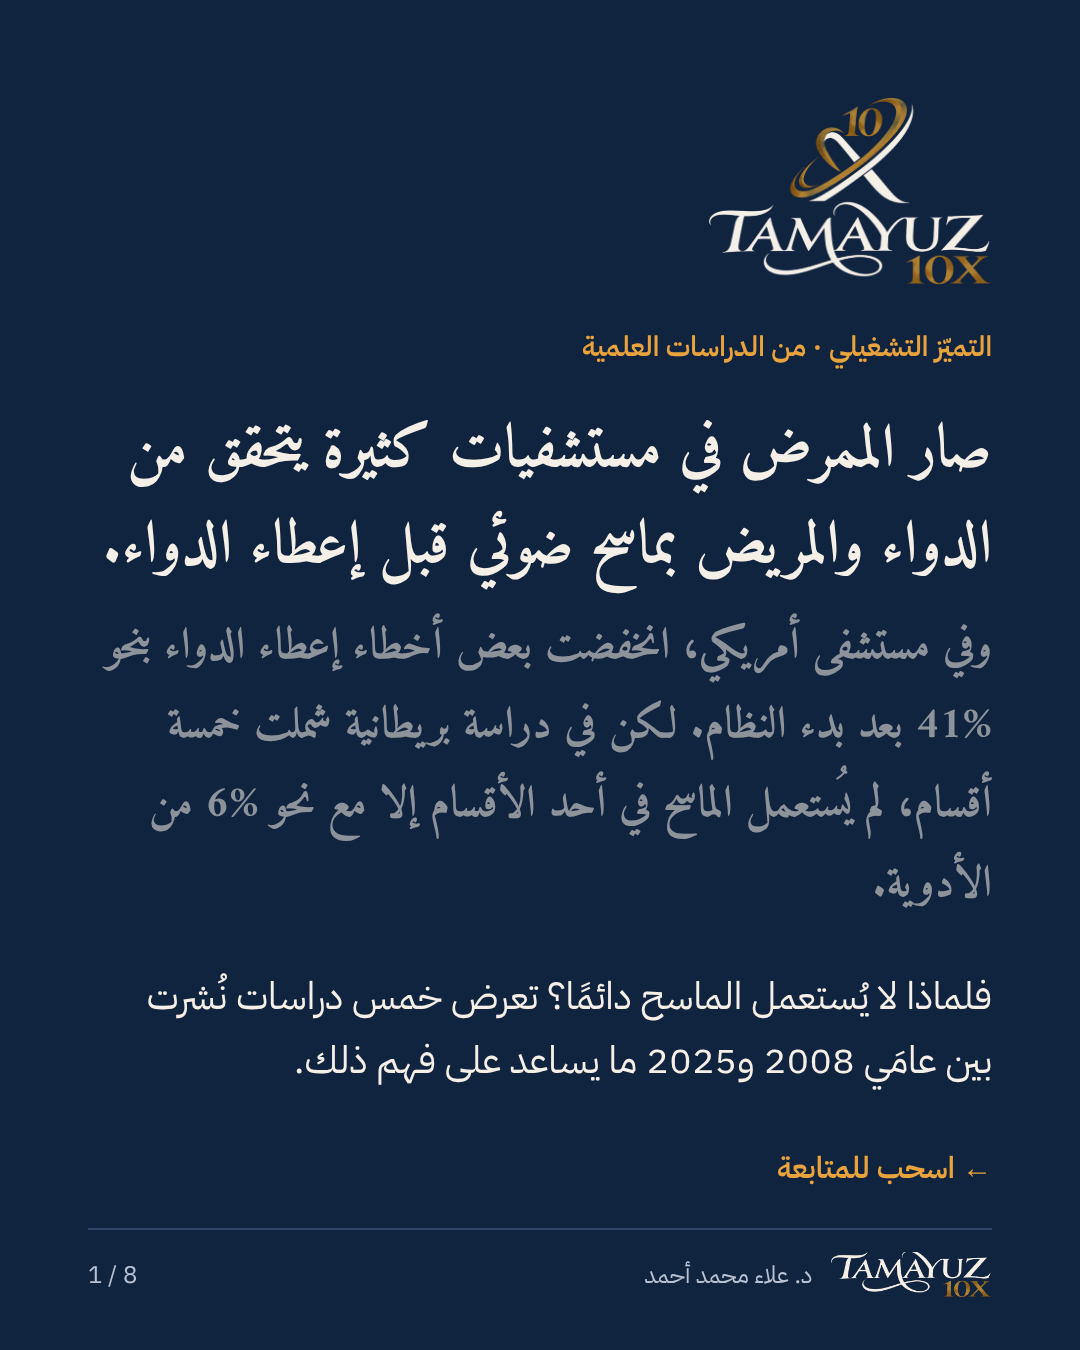 10
TAMAYUZ
10X
التميّز التشغيلي · من الدراسات العلمية
صار الممرض في مستشفيات كثيرة يتحقق من
الدواء والمريض بماسح ضوئي قبل إعطاء الدواء.
وفي مستشفى أمريكي، انخفضت بعض أخطاء إعطاء الدواء بنحو
41% بعد بدء النظام. لكن في دراسة بريطانية شملت خمسة
أقسام، لم يُستعمل الماسح في أحد الأقسام إلا مع نحو 6% من
الأدوية.
فلماذا لا يُستعمل الماسح دائمًا؟ تعرض خمس دراسات نُشرت
بين عامَي 2008 و2025 ما يساعد على فهم ذلك.
← اسحب للمتابعة
TAMAYUZ
10X
د. علاء محمد أحمد
1 / 8